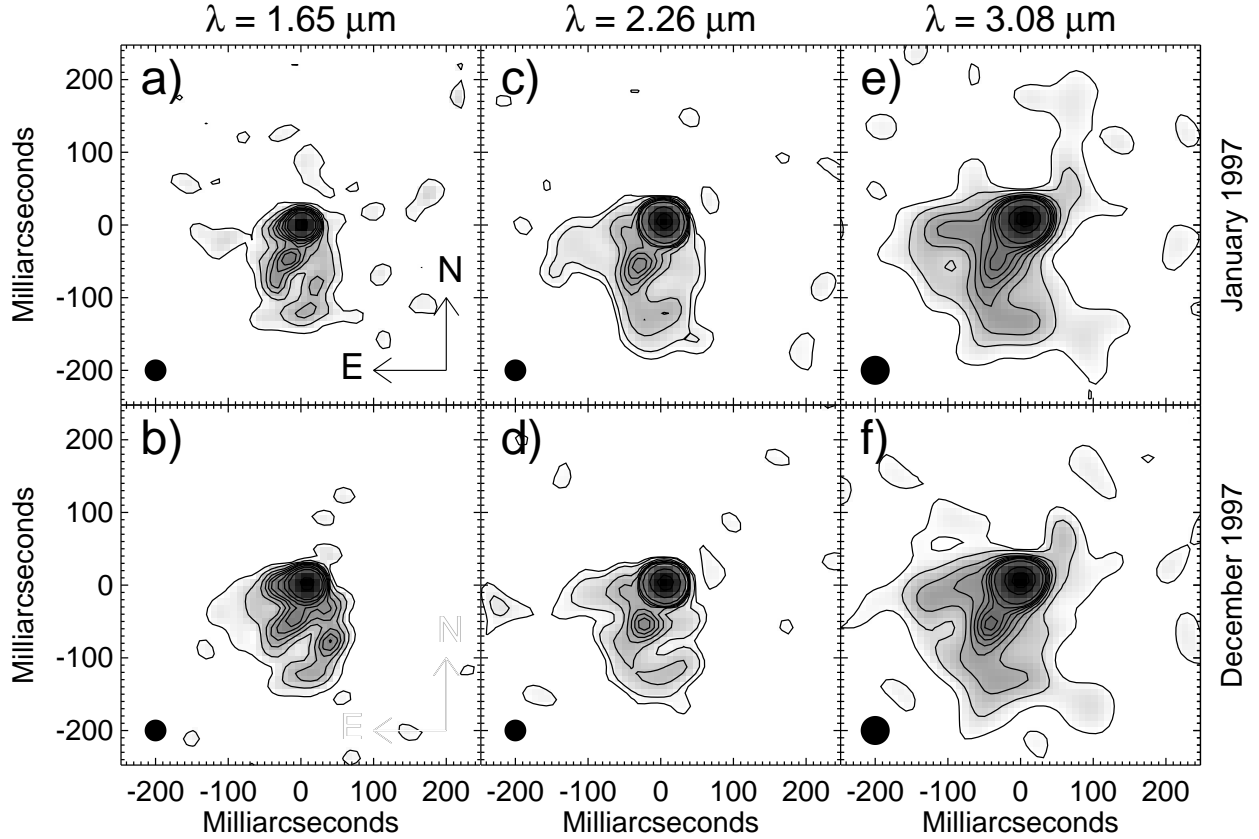 λ = 1.65 μm
λ = 2.26 μm
λ = 3.08 μm
a)
c)
e)
200
100
0
-100
-200
Milliarcseconds
N
E
January 1997
b)
d)
f)
200
100
0
-100
-200
Milliarcseconds
N
E
December 1997
-200 -100 0 100 200
-200 -100 0 100 200
-200 -100 0 100 200
Milliarcseconds
Milliarcseconds
Milliarcseconds